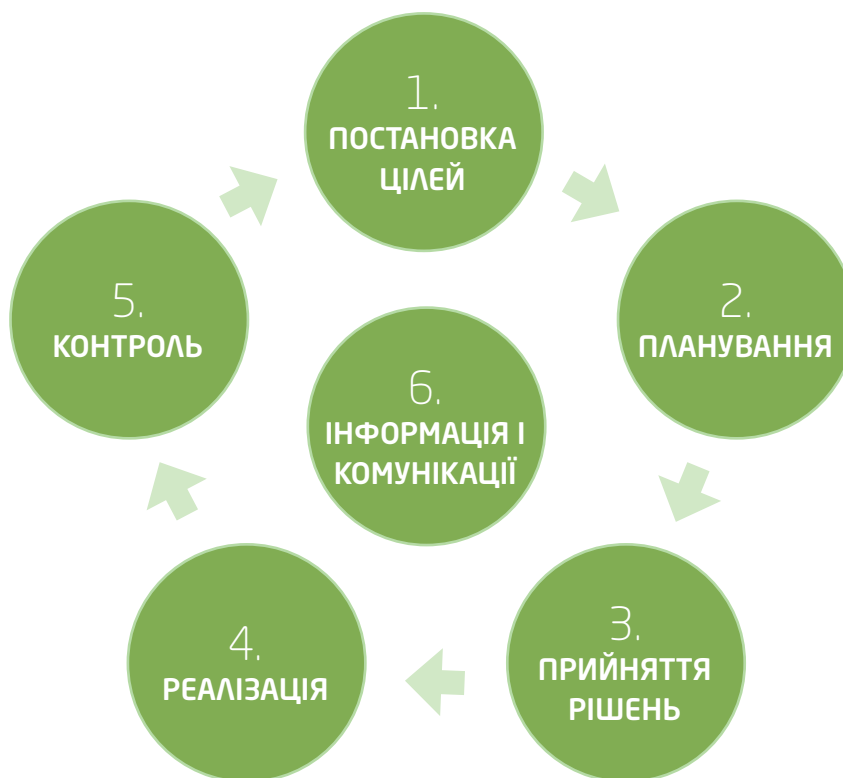 1.
ПОСТАНОВКА
ЦІЛЕЙ
2.
ПЛАНУВАННЯ
3.
ПРИЙНЯТТЯ
РІШЕНЬ
4.
РЕАЛІЗАЦІЯ
5.
КОНТРОЛЬ
6.
ІНФОРМАЦІЯ І
КОМУНІКАЦІЇ